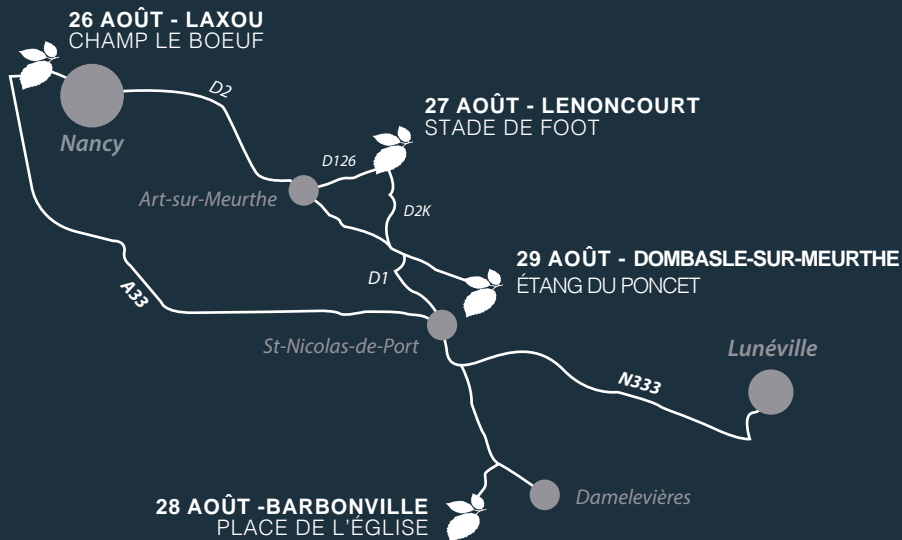 26 AOÛT - LAXOU
CHAMP LE BOEUF
D2
27 AOÛT - LENONCOURT
STADE DE FOOT
Nancy
D126
Art-sur-Meurthe
D2K
29 AOÛT - DOMBASLE-SUR-MEURTHE
ÉTANG DU PONCET
D1
A33
St-Nicolas-de-Port
Lunéville
N333
28 AOÛT -BARBONVILLE
PLACE DE L'ÉGLISE
Damelevières